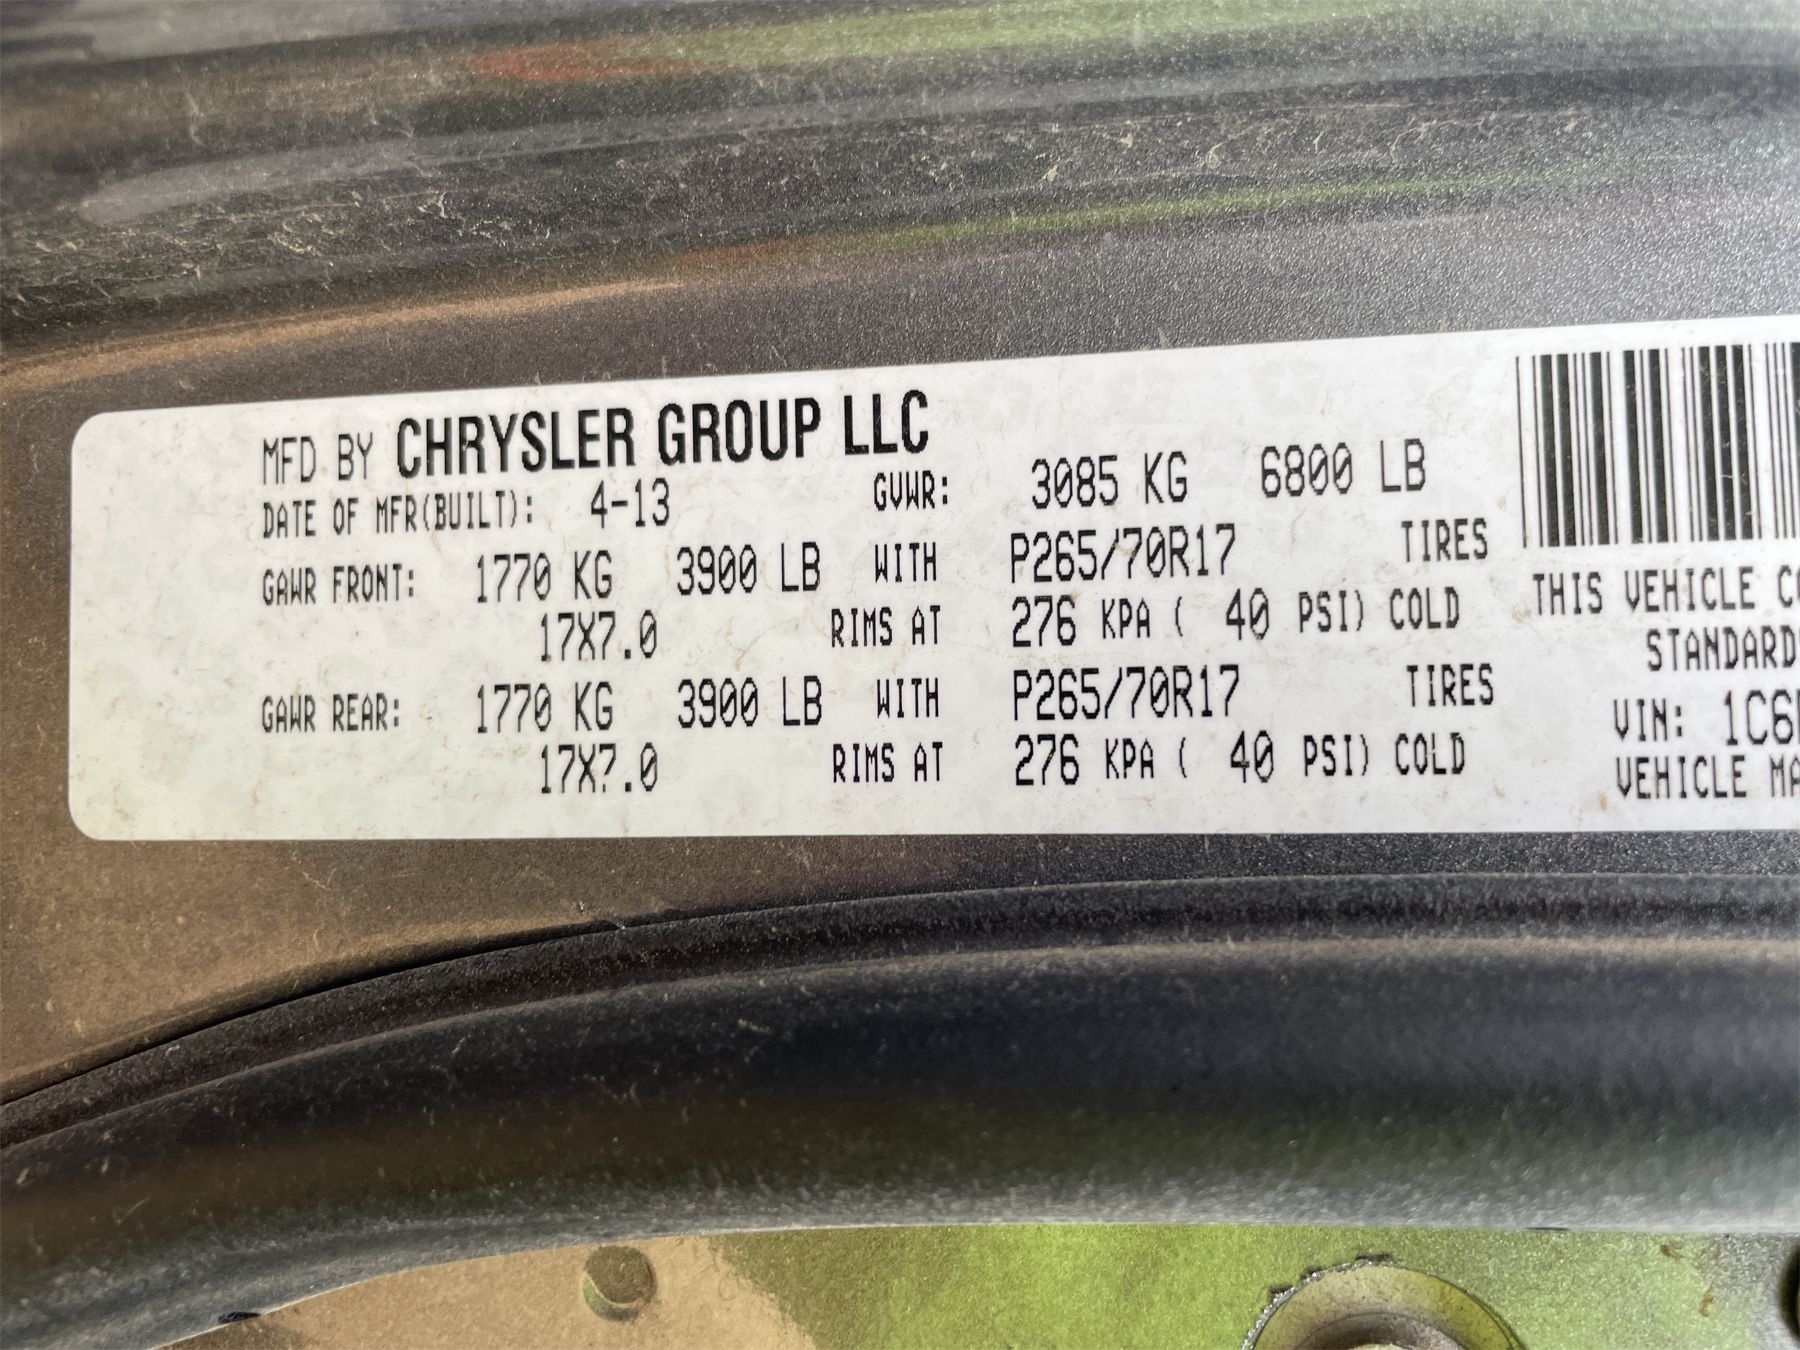 MFD BY CHRYSLER GROUP LLC
DATE OF MFR(BUILT): 4-13 GVWR: 3085 KG 6800 LB
GAWR FRONT: 1770 KG 3900 LB WITH P265/70R17 TIRES
17X7.0 RIMS AT 276 KPA ( 40 PSI) COLD
GAWR REAR: 1770 KG 3900 LB WITH P265/70R17 TIRES
17X7.0 RIMS AT 276 KPA ( 40 PSI) COLD
THIS VEHICLE CO
STANDARD
VIN: 1C6
VEHICLE MA